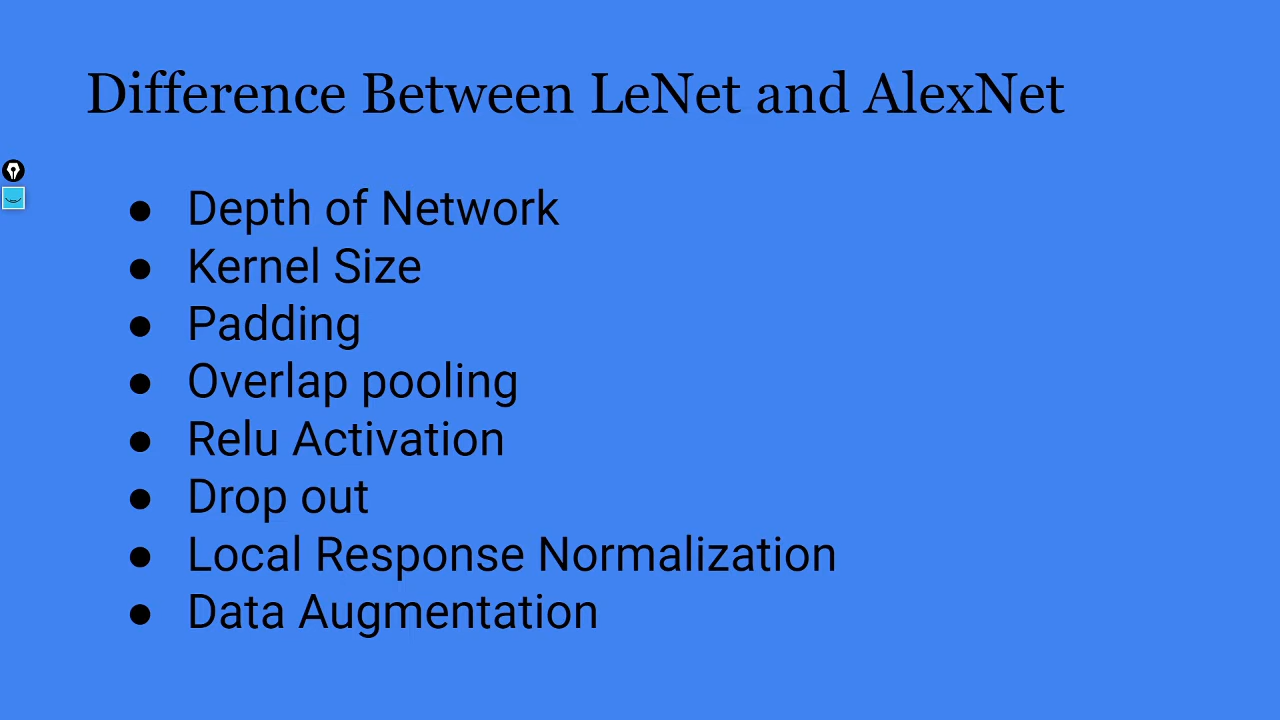 Difference Between LeNet and AlexNet
● Depth of Network
● Kernel Size
● Padding
● Overlap pooling
● Relu Activation
● Drop out
● Local Response Normalization
● Data Augmentation